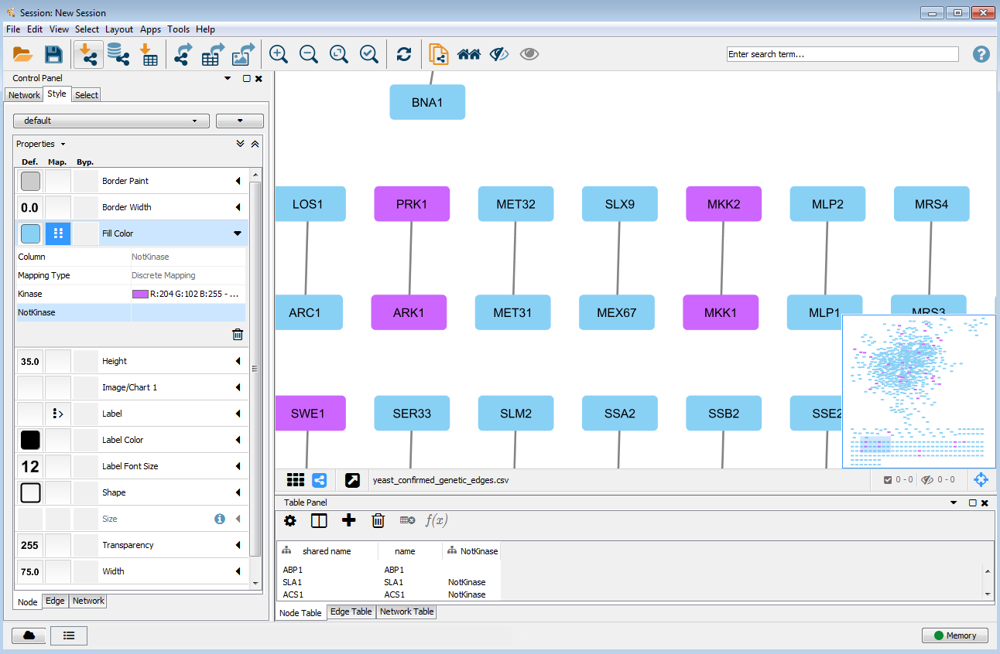 Session: New Session
File Edit View Select Layout Apps Tools Help
Enter search term...
?
Control Panel
Network Style Select
default
Properties
Def. Map. Byp.
Border Paint
0.0 Border Width
Fill Color
Column NotKinase
Mapping Type Discrete Mapping
Kinase R:204 G:102 B:255 - ...
NotKinase
35.0 Height
Image/Chart 1
Label
Label Color
12 Label Font Size
Shape
Size i
255 Transparency
75.0 Width
Node Edge Network
BNA1
LOS1 PRK1 MET32 SLX9 MKK2 MLP2 MRS4
ARC1 ARK1 MET31 MEX67 MKK1 MLP1 MRS3
SWE1 SER33 SLM2 SSA2 SSB2 SSE2
yeast_confirmed_genetic_edges.csv
0 - 0 0 - 0
Table Panel
f(x)
shared name name NotKinase
ABP1 ABP1
SLA1 SLA1 NotKinase
ACS1 ACS1 NotKinase
Node Table Edge Table Network Table
Memory